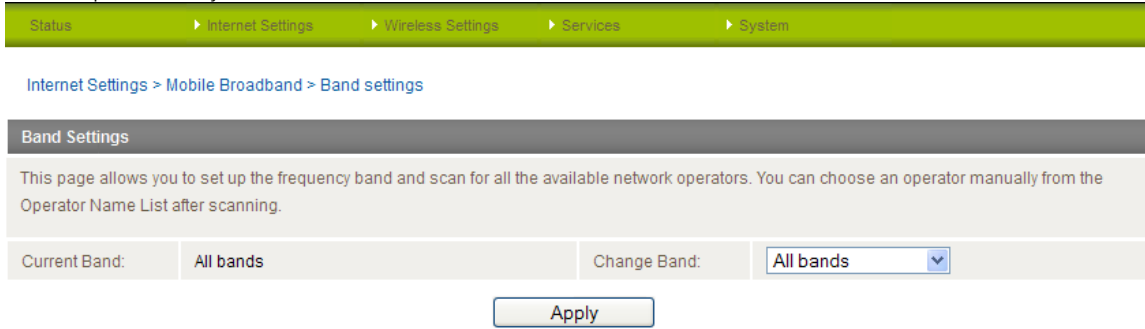 Status Internet Settings Wireless Settings Services System
Internet Settings > Mobile Broadband > Band settings
Band Settings
This page allows you to set up the frequency band and scan for all the available network operators. You can choose an operator manually from the
Operator Name List after scanning.
Current Band: All bands Change Band: All bands
Apply